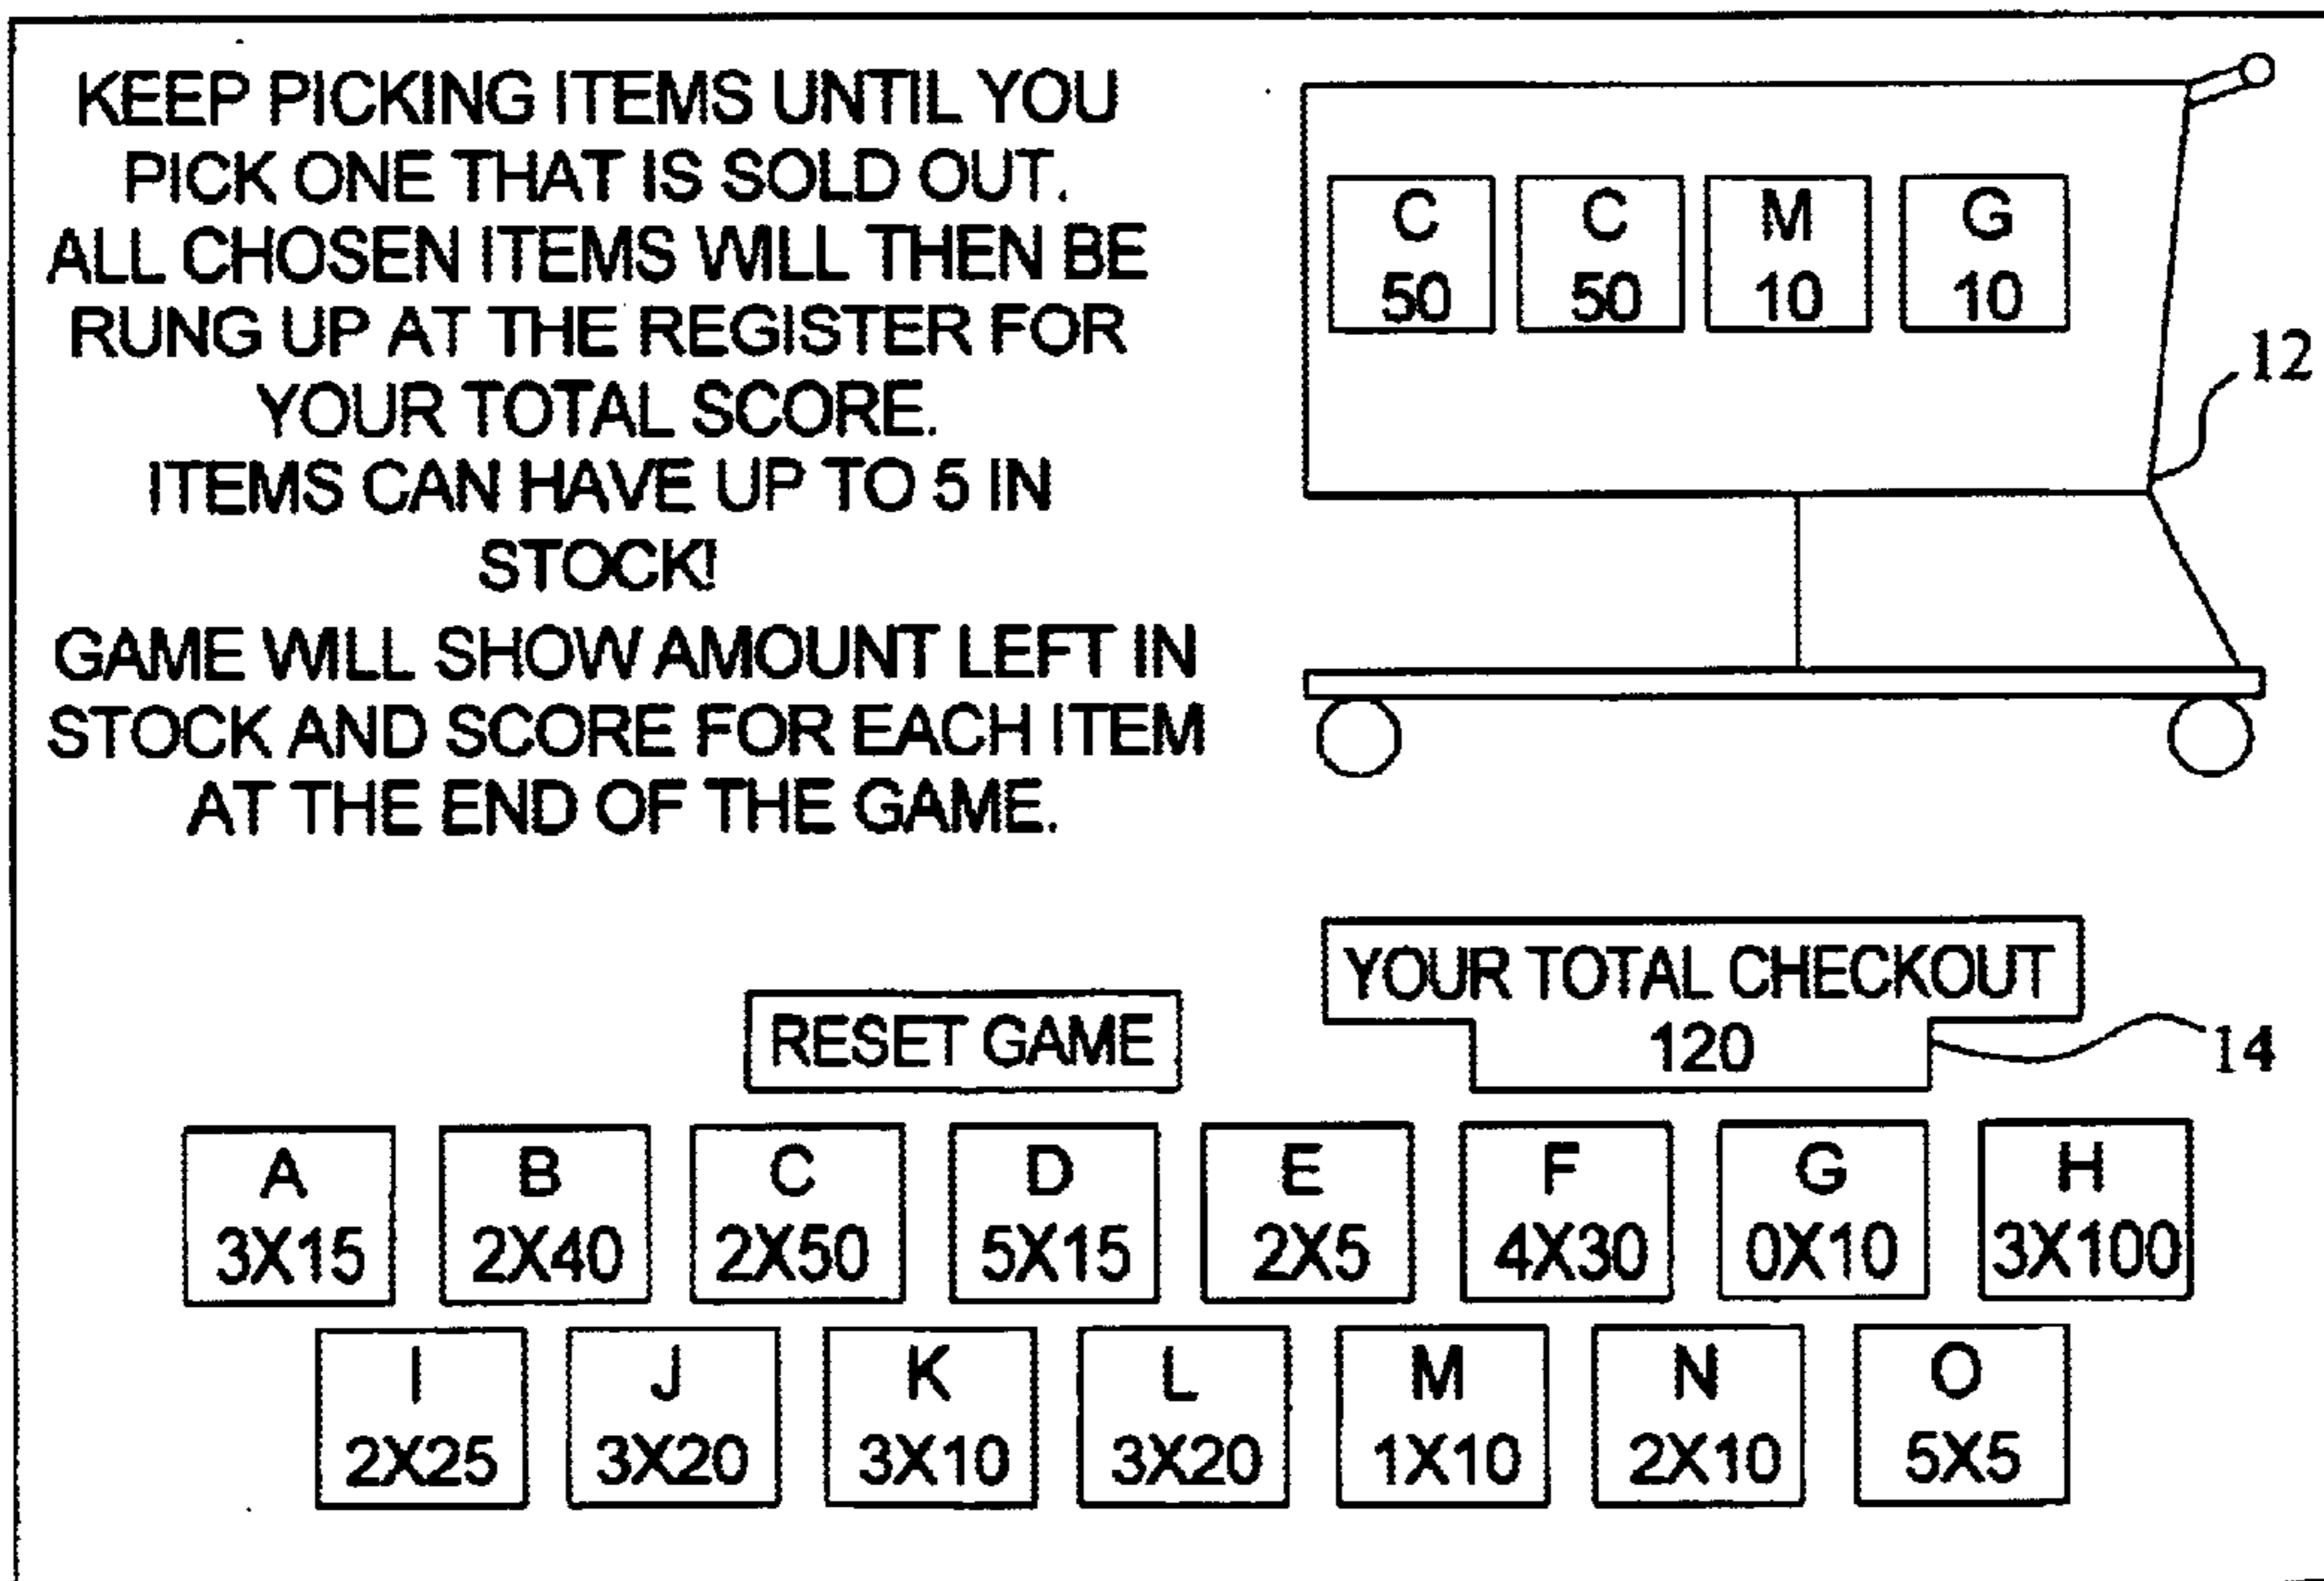 KEEP PICKING ITEMS UNTIL YOU
PICK ONE THAT IS SOLD OUT.
ALL CHOSEN ITEMS WILL THEN BE
RUNG UP AT THE REGISTER FOR
YOUR TOTAL SCORE.
ITEMS CAN HAVE UP TO 5 IN
STOCK!
GAME WILL SHOW AMOUNT LEFT IN
STOCK AND SCORE FOR EACH ITEM
AT THE END OF THE GAME.
C C M G
50 50 10 10
12
YOUR TOTAL CHECKOUT
120
14
RESET GAME
A B C D E F G H
3X15 2X40 2X50 5X15 2X5 4X30 0X10 3X100
I J K L M N O
2X25 3X20 3X10 3X20 1X10 2X10 5X5